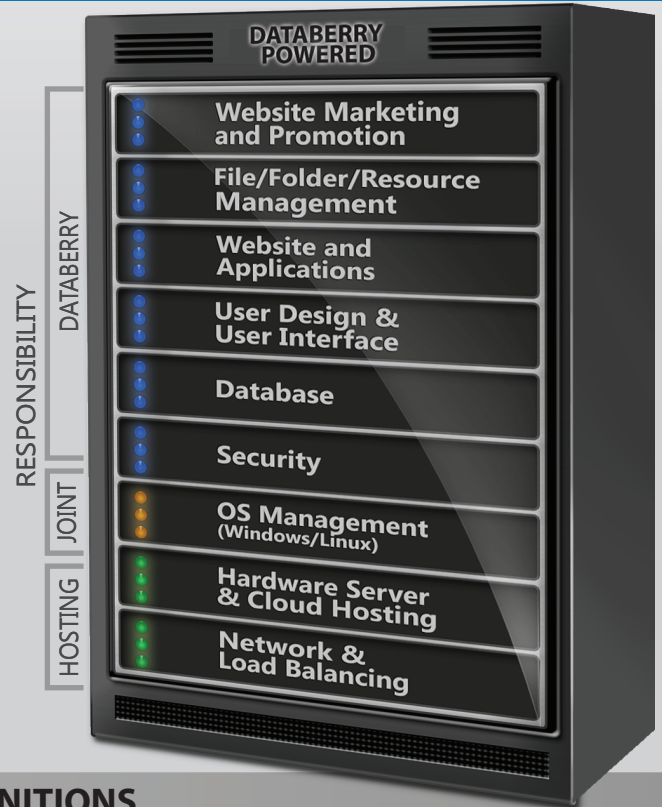 DATABERRY
POWERED
RESPONSIBILITY
DATABERRY
JOINT
HOSTING
Website Marketing
and Promotion
File/Folder/Resource
Management
Website and
Applications
User Design &
User Interface
Database
Security
OS Management
(Windows/Linux)
Hardware Server
& Cloud Hosting
Network &
Load Balancing
NITIONS